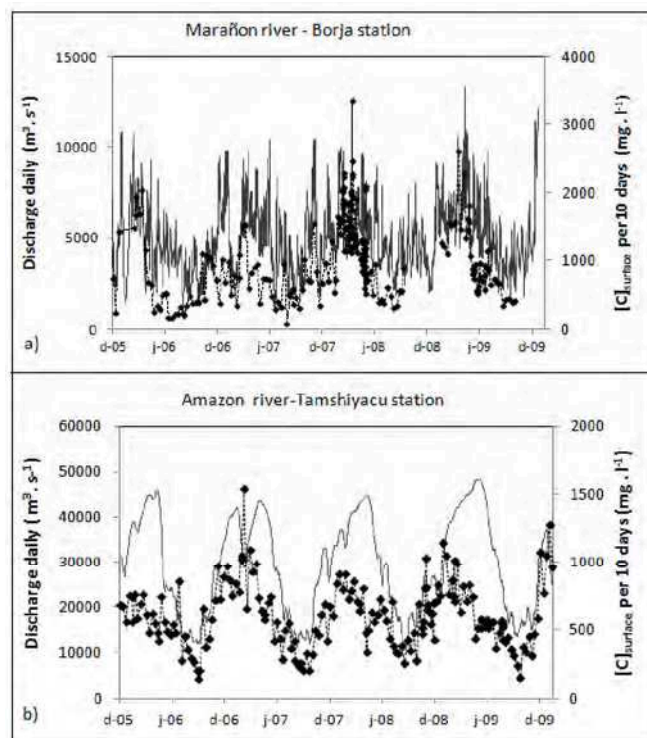 Marañon river - Borja station
15000
10000
5000
0
4000
3000
2000
1000
0
Discharge daily (m³. s-¹)
[C]surface per 10 days (mg . l-¹)
d-05 j-06 d-06 j-07 d-07 j-08 d-08 j-09 d-09
a)
Amazon river-Tamshiyacu station
60000
50000
40000
30000
20000
10000
0
2000
1500
1000
500
0
Discharge daily (m³. s-¹)
[C]surface per 10 days (mg . l-¹)
d-05 j-06 d-06 j-07 d-07 j-08 d-08 j-09 d-09
b)